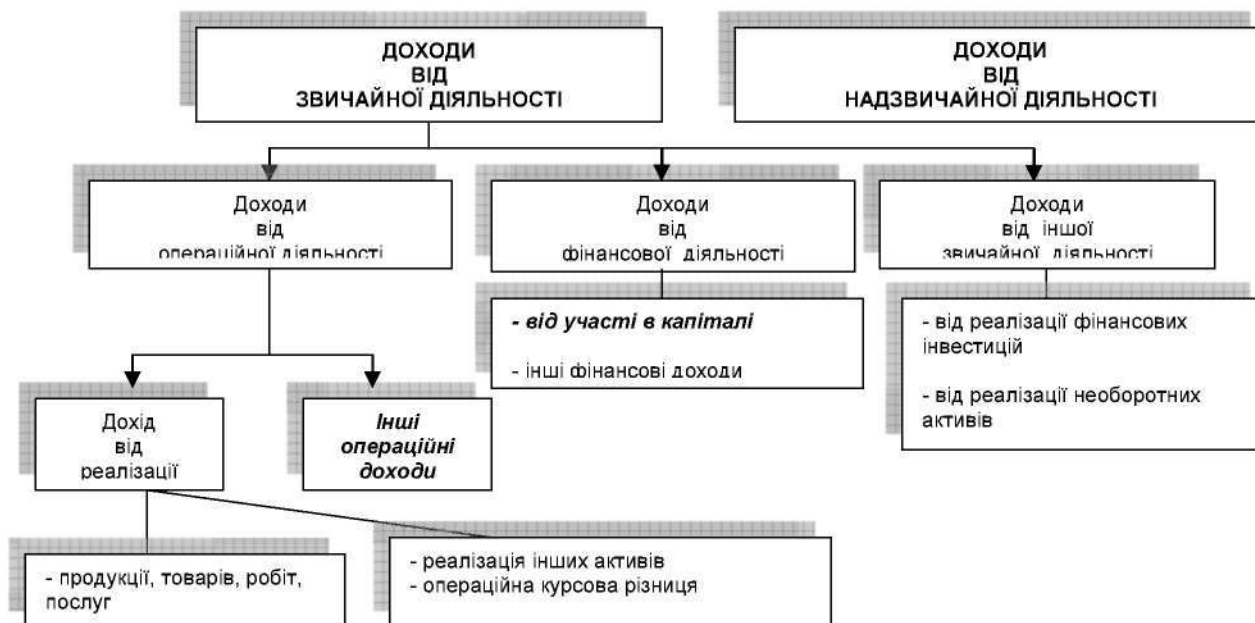 ДОХОДИ
ВІД
ЗВИЧАЙНОЇ ДІЯЛЬНОСТІ
ДОХОДИ
ВІД
НАДЗВИЧАЙНОЇ ДІЯЛЬНОСТІ
Доходи
від
операційної діяльності
Доходи
від
фінансової діяльності
Доходи
від іншої
звичайної діяльності
- від участі в капіталі
- інші фінансові доходи
- від реалізації фінансових
інвестицій
- від реалізації необоротних
активів
Дохід
від
реалізації
Інші
операційні
доходи
- продукції, товарів, робіт,
послуг
- реалізація інших активів
- операційна курсова різниця